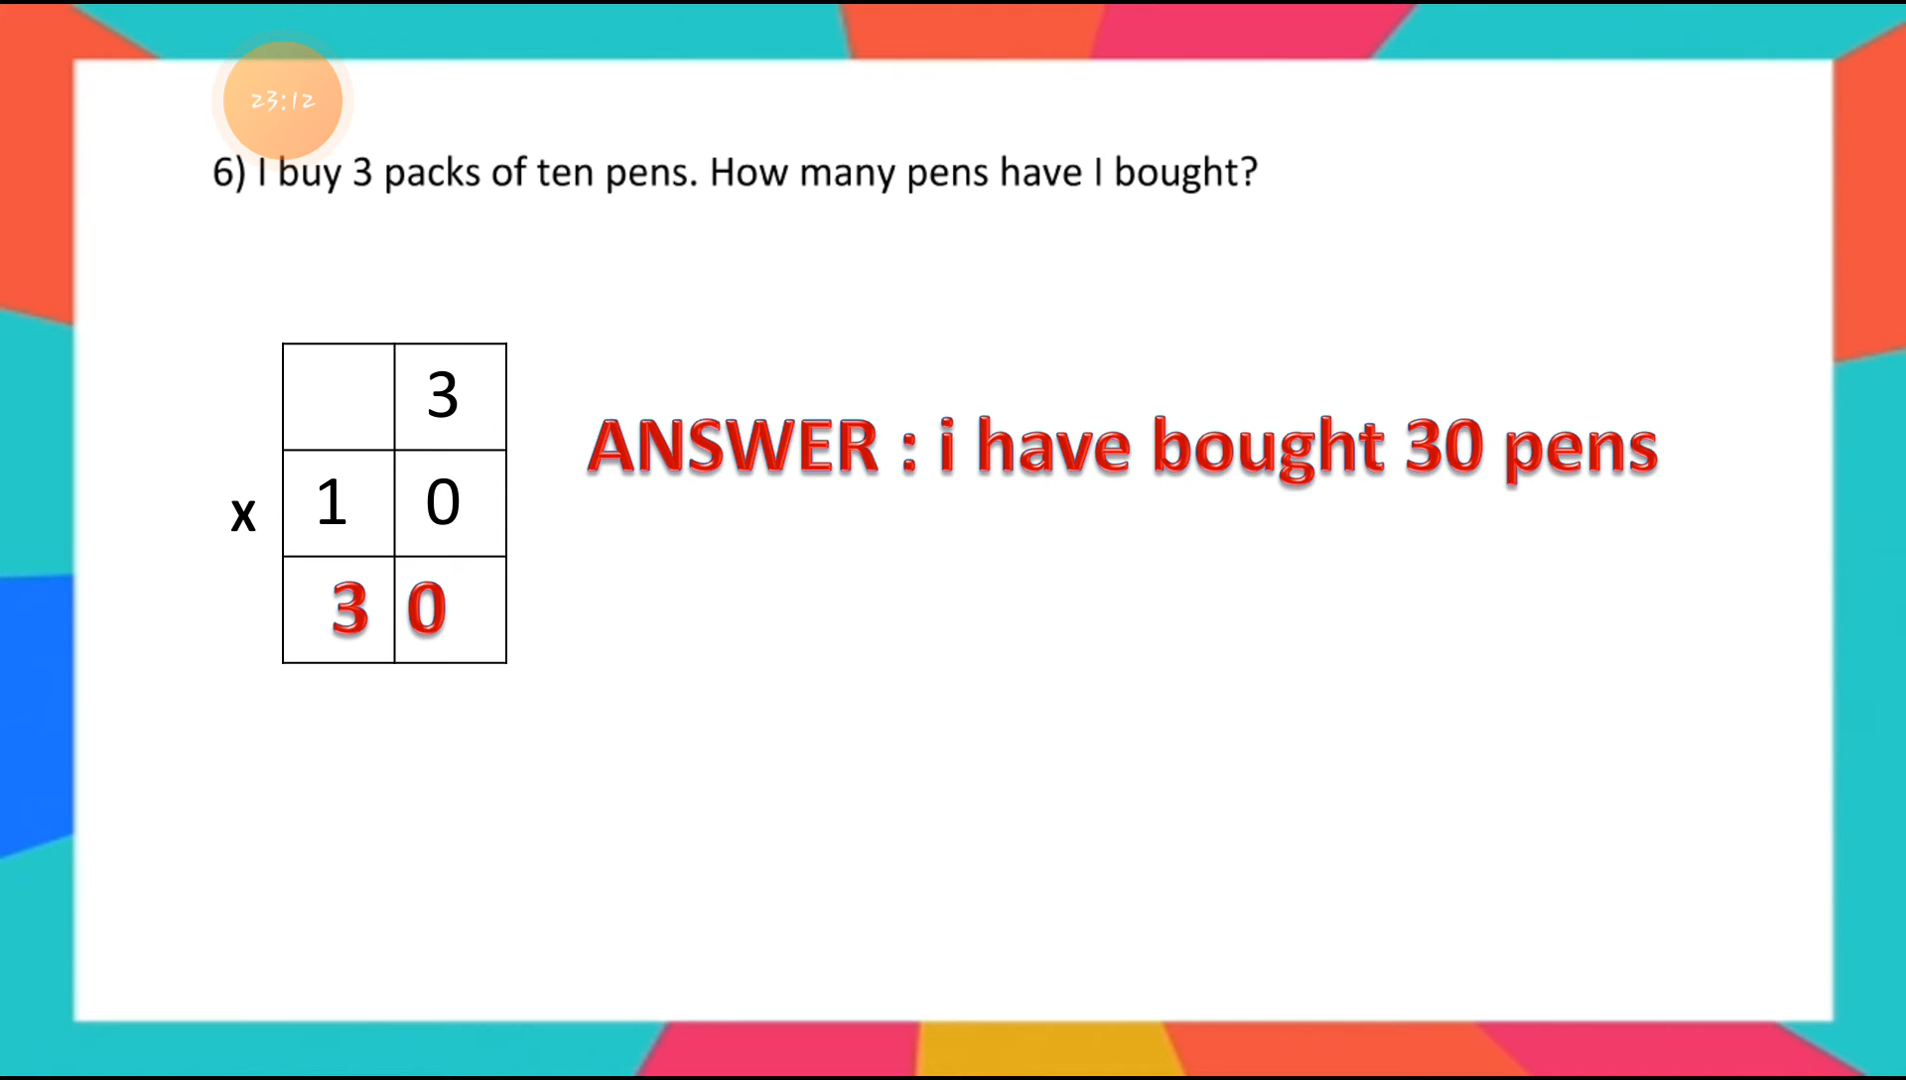 23:12
6) I buy 3 packs of ten pens. How many pens have I bought?
3
x 1 0
3 0
ANSWER : i have bought 30 pens